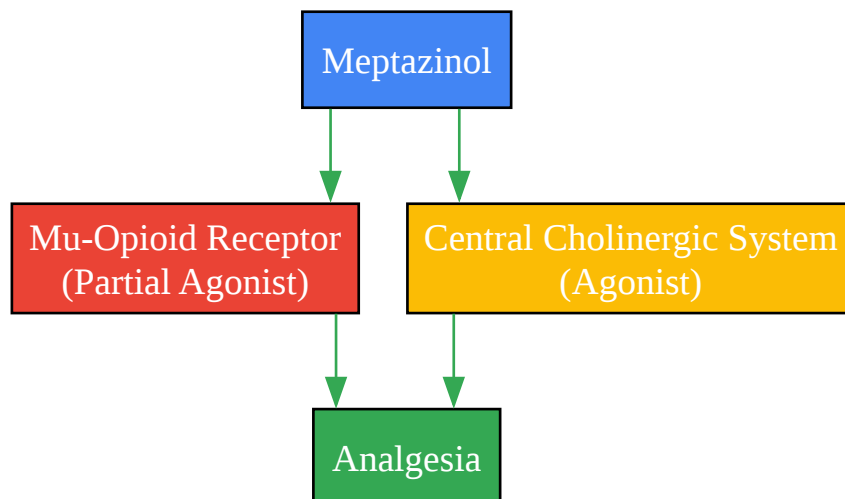 Meptazinol
Mu-Opioid Receptor
(Partial Agonist)
Central Cholinergic System
(Agonist)
Analgesia